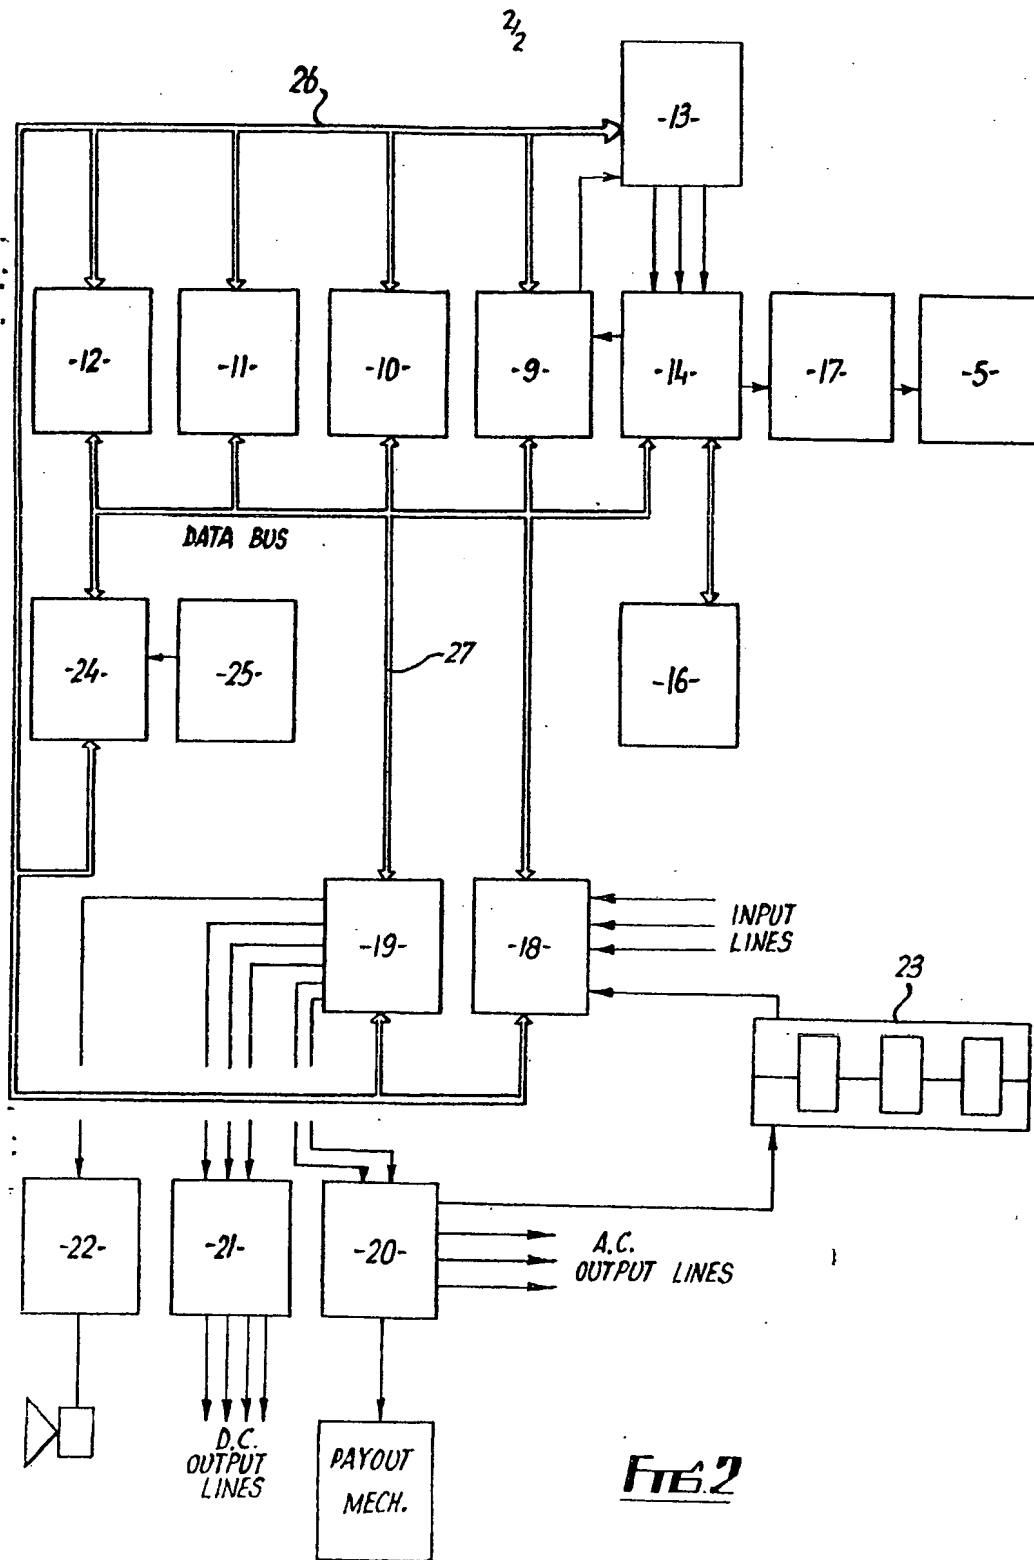 2/2
26
-13-
-12-
-11-
-10-
-9-
-14-
-17-
-5-
DATA BUS
-24-
-25-
27
-16-
-19-
-18-
INPUT
LINES
23
-22-
-21-
-20-
A.C.
OUTPUT LINES
D.C.
OUTPUT
LINES
PAYOUT
MECH.
FIG.2